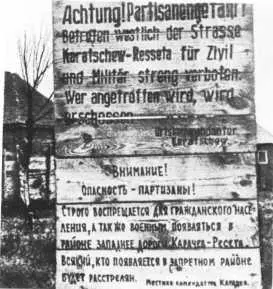 Achtung! Partisanengefahr!
Betreten westlich der Strasse
Karatschew-Resseta für Zivil
und Militär streng verboten.
Wer angetroffen wird, wird
erschossen
Ortskommandantur
Karatschew.
Внимание!
Опасность - партизаны!
Строго воспрещается для гражданского насе-
ления, а также военным появаяться в
районе западнее дороги Карачев-Ресета.
Всякий, кто появляется в запретном районе
будет расстрелян.
Местная комендатура Карачев.